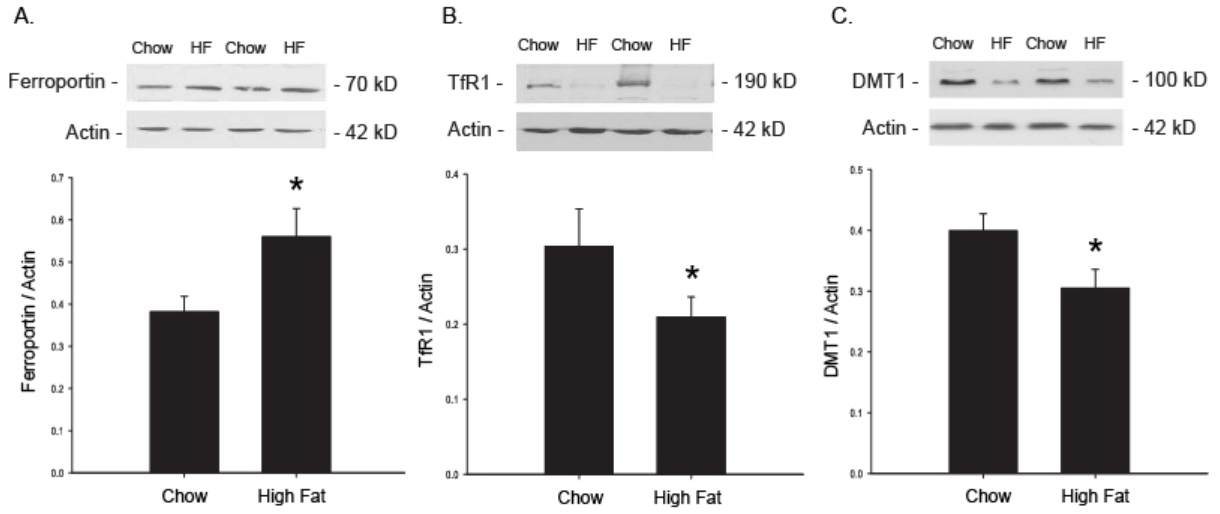 A.
Chow HF Chow HF
Ferroportin - - 70 kD
Actin - - 42 kD
0.7
*
0.6
0.5
0.4
0.3
0.2
0.1
0.0
Ferroportin / Actin
Chow High Fat
B.
Chow HF Chow HF
TfR1 - - 190 kD
Actin - - 42 kD
0.4
0.3
*
0.2
0.1
0.0
TfR1 / Actin
Chow High Fat
C.
Chow HF Chow HF
DMT1 - - 100 kD
Actin - - 42 kD
0.5
0.4
*
0.3
0.2
0.1
0.0
DMT1 / Actin
Chow High Fat